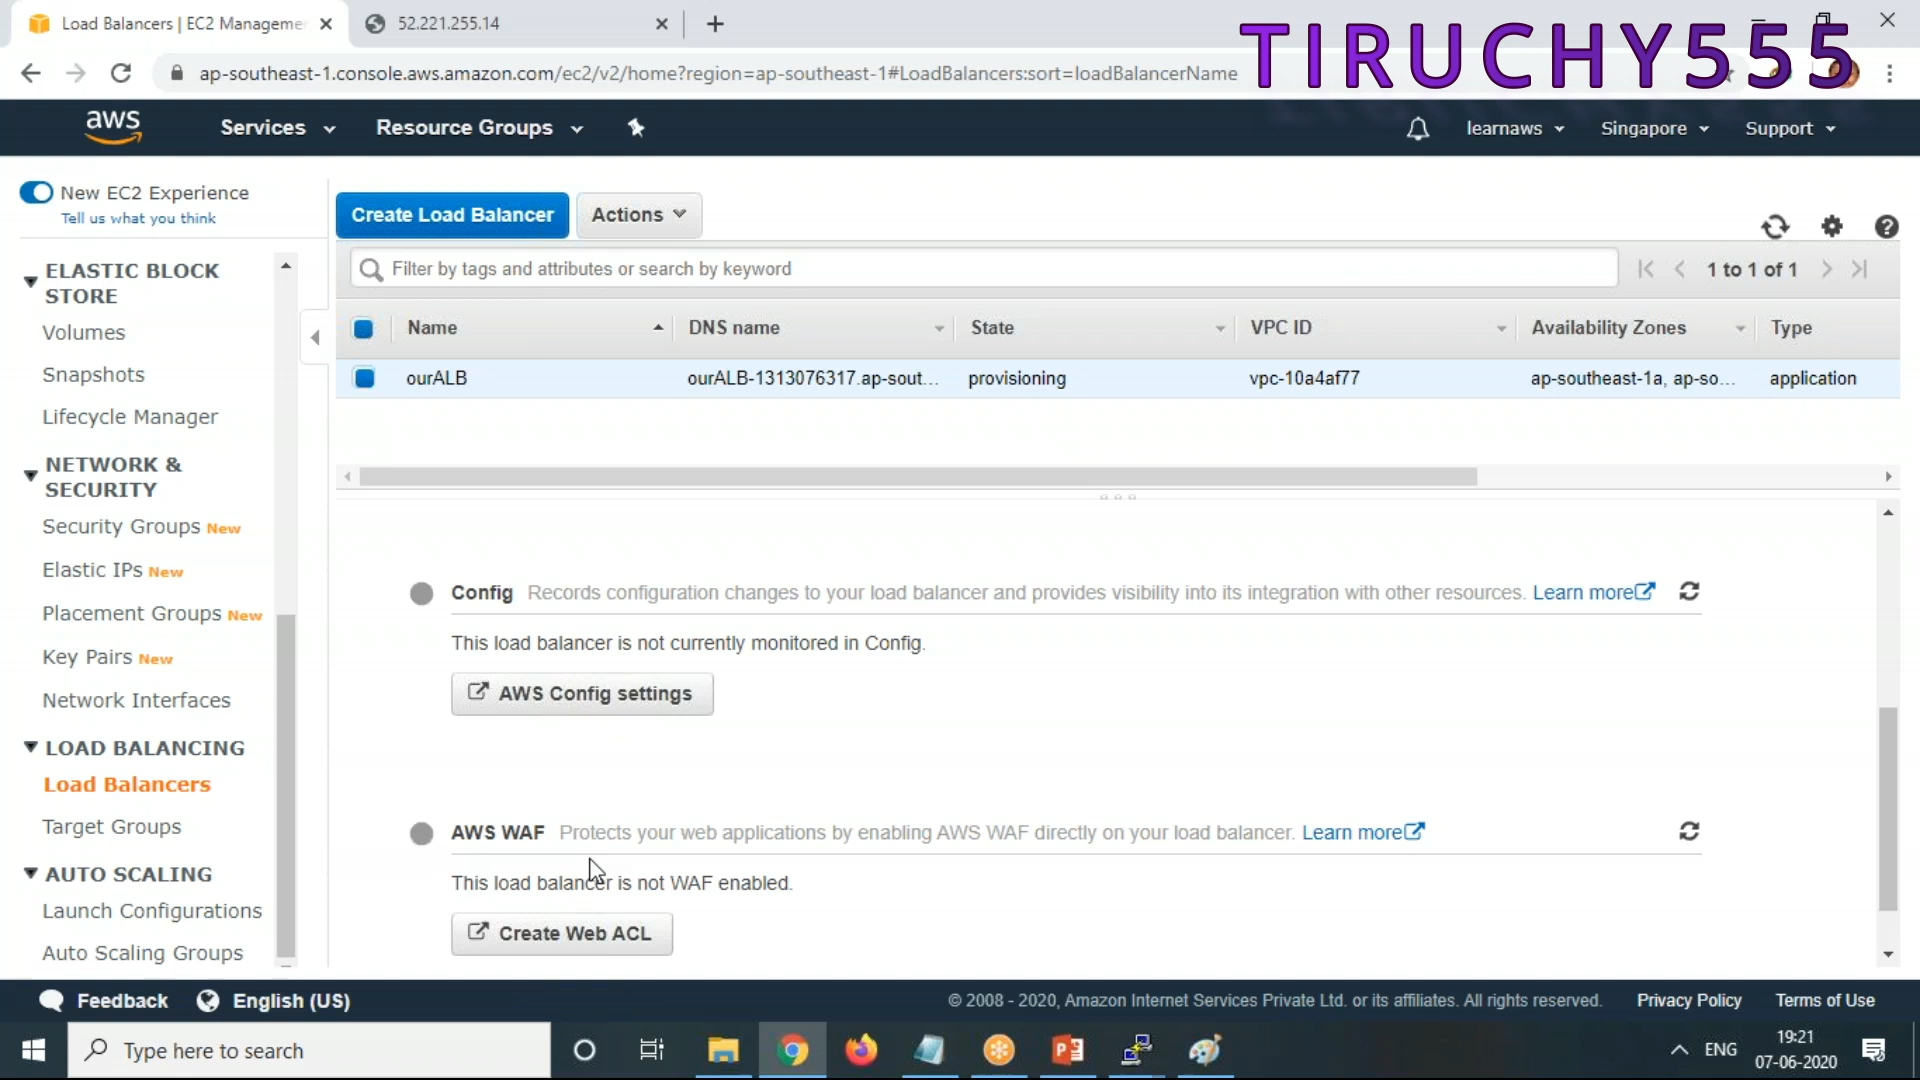 Load Balancers | EC2 Manageme
52.221.255.14
TIRUCHY555
ap-southeast-1.console.aws.amazon.com/ec2/v2/home?region=ap-southeast-1#LoadBalancers:sort=loadBalancerName
aws
Services
Resource Groups
learnaws
Singapore
Support
New EC2 Experience
Tell us what you think
ELASTIC BLOCK
STORE
Volumes
Snapshots
Lifecycle Manager
NETWORK &
SECURITY
Security Groups New
Elastic IPs New
Placement Groups New
Key Pairs New
Network Interfaces
LOAD BALANCING
Load Balancers
Target Groups
AUTO SCALING
Launch Configurations
Auto Scaling Groups
Create Load Balancer
Actions
Filter by tags and attributes or search by keyword
1 to 1 of 1
Name DNS name State VPC ID Availability Zones Type
ourALB ourALB-1313076317.ap-sout... provisioning vpc-10a4af77 ap-southeast-1a, ap-so... application
Config Records configuration changes to your load balancer and provides visibility into its integration with other resources. Learn more
This load balancer is not currently monitored in Config.
AWS Config settings
AWS WAF Protects your web applications by enabling AWS WAF directly on your load balancer. Learn more
This load balancer is not WAF enabled.
Create Web ACL
Feedback
English (US)
© 2008 - 2020, Amazon Internet Services Private Ltd. or its affiliates. All rights reserved.
Privacy Policy
Terms of Use
Type here to search
ENG
19:21
07-06-2020